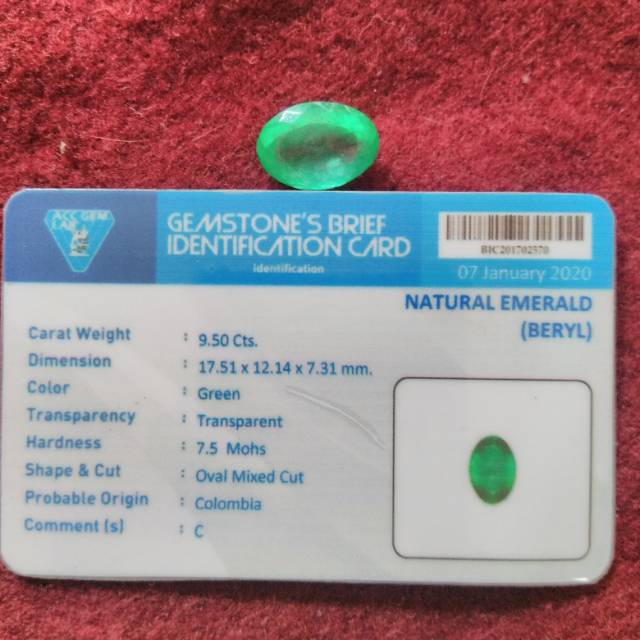 ACC GEM
LAB
GEMSTONE'S BRIEF
IDENTIFICATION CARD
identification
BIC201702570
07 January 2020
NATURAL EMERALD
(BERYL)
Carat Weight : 9.50 Cts.
Dimension : 17.51 x 12.14 x 7.31 mm.
Color : Green
Transparency : Transparent
Hardness : 7.5 Mohs
Shape & Cut : Oval Mixed Cut
Probable Origin : Colombia
Comment (s) : C